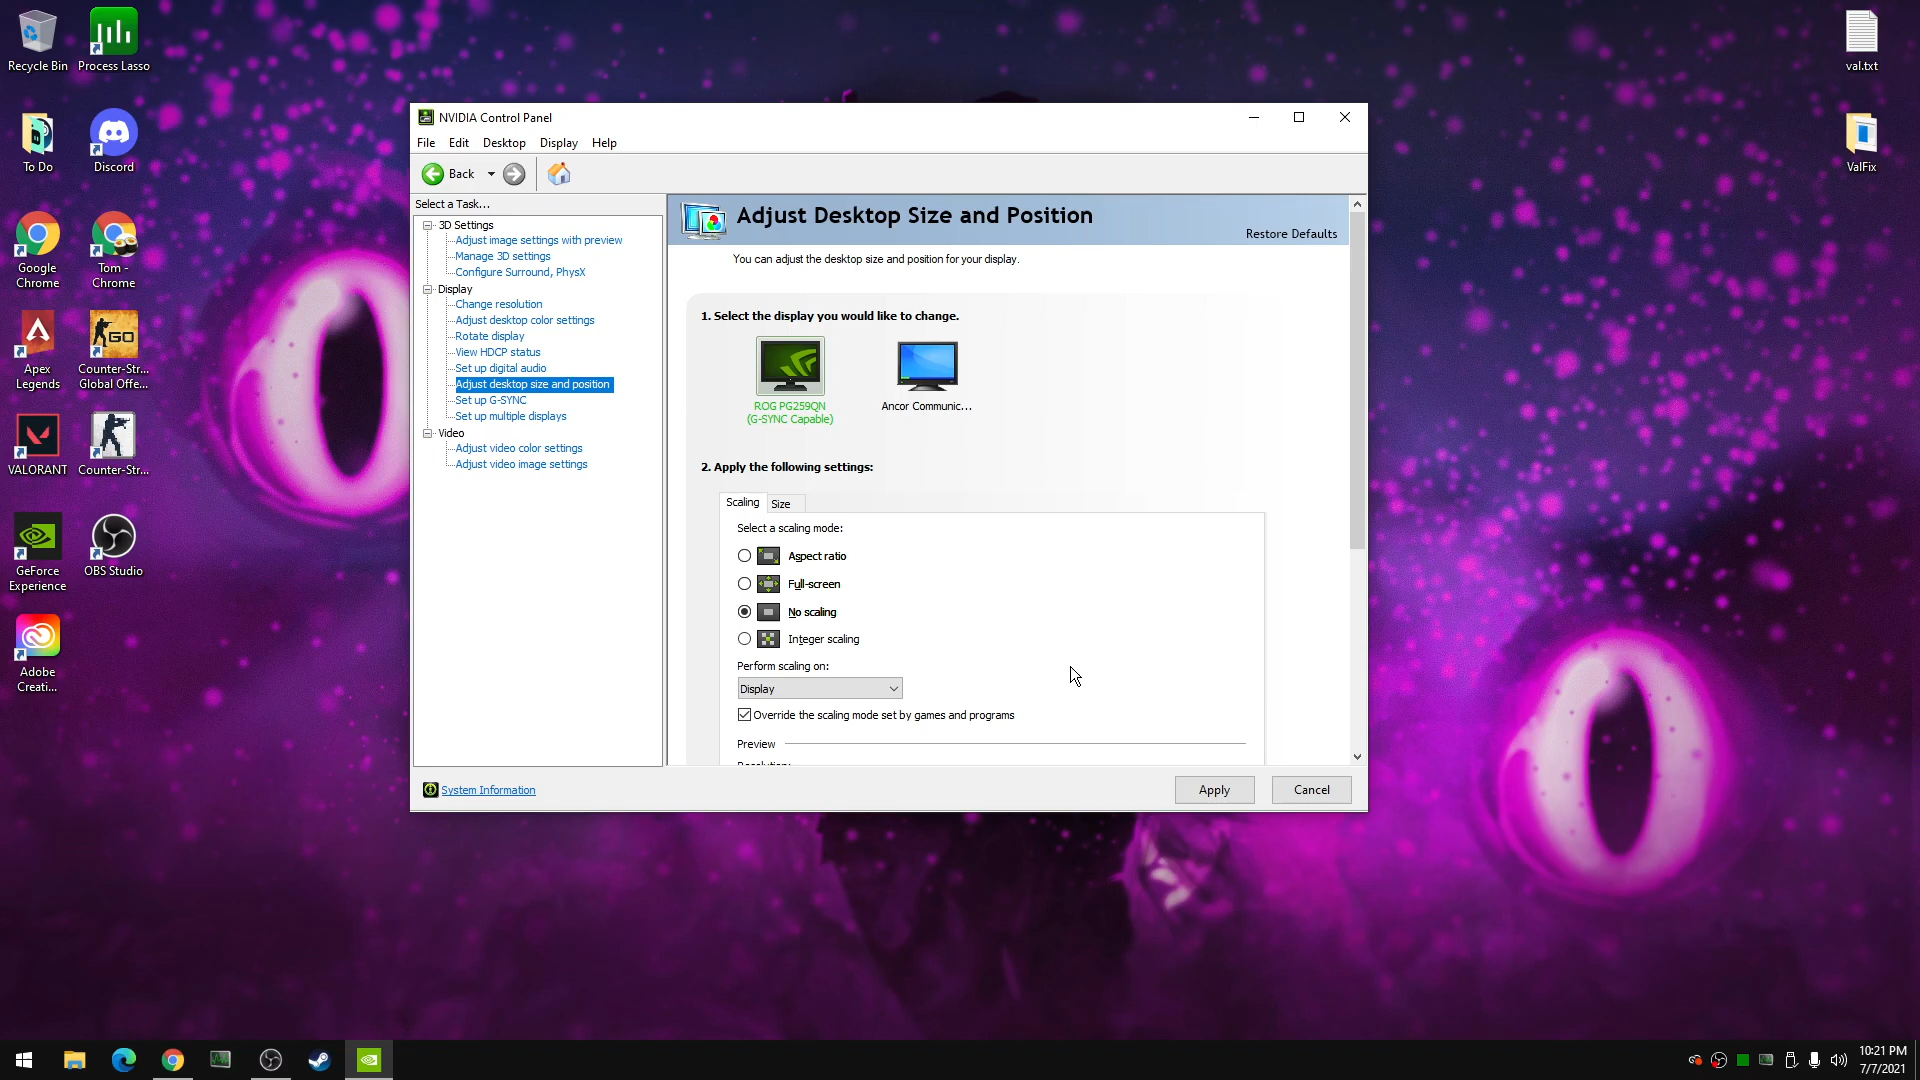 Recycle Bin
Process Lasso
To Do
Discord
Google
Chrome
Tom -
Chrome
Apex
Legends
Counter-Str...
Global Offe...
VALORANT
Counter-Str...
GeForce
Experience
OBS Studio
Adobe
Creati...
val.txt
ValFix
NVIDIA Control Panel
File Edit Desktop Display Help
Back
Select a Task...
3D Settings
Adjust image settings with preview
Manage 3D settings
Configure Surround, PhysX
Display
Change resolution
Adjust desktop color settings
Rotate display
View HDCP status
Set up digital audio
Adjust desktop size and position
Set up G-SYNC
Set up multiple displays
Video
Adjust video color settings
Adjust video image settings
System Information
Adjust Desktop Size and Position
Restore Defaults
You can adjust the desktop size and position for your display.
1. Select the display you would like to change.
ROG PG259QN
(G-SYNC Capable)
Ancor Communic...
2. Apply the following settings:
Scaling Size
Select a scaling mode:
Aspect ratio
Full-screen
No scaling
Integer scaling
Perform scaling on:
Display
Override the scaling mode set by games and programs
Preview
Apply Cancel
10:21 PM
7/7/2021